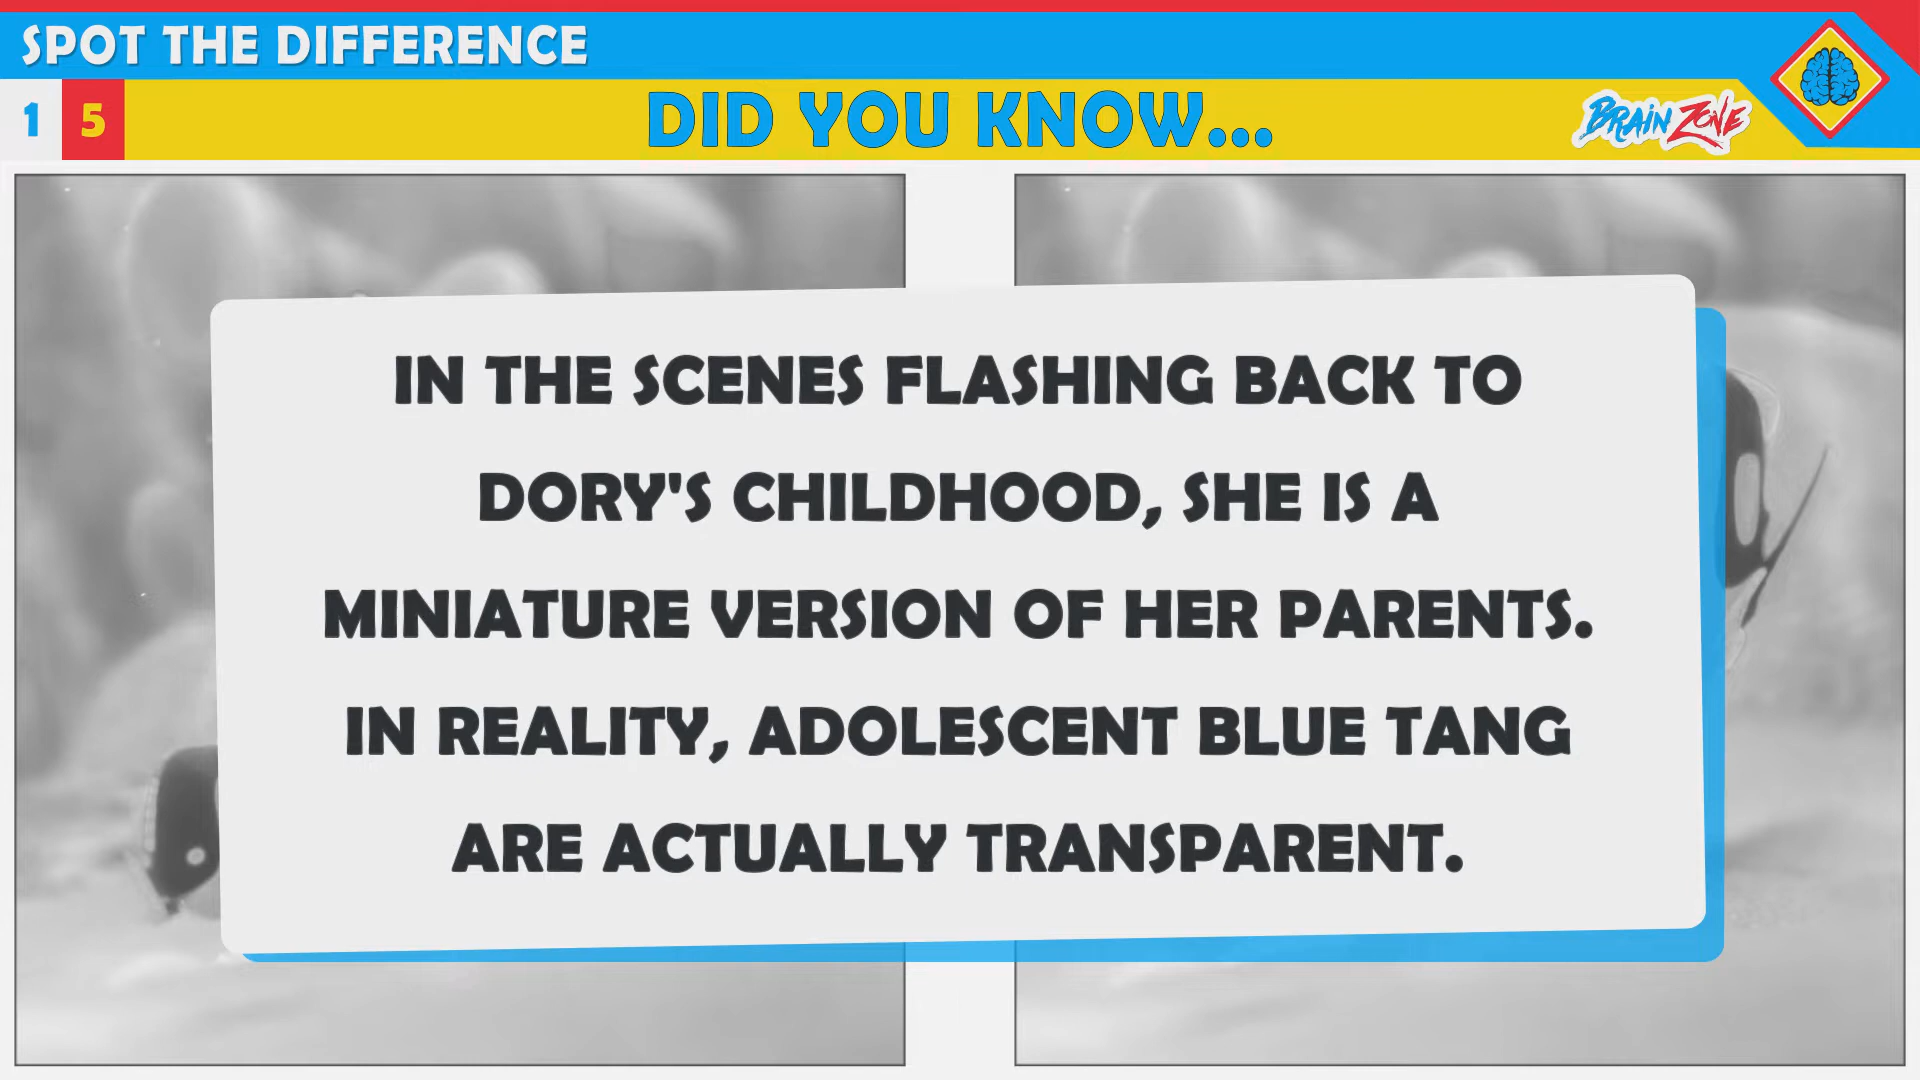 SPOT THE DIFFERENCE
1 5
DID YOU KNOW...
BRAIN ZONE
IN THE SCENES FLASHING BACK TO
DORY'S CHILDHOOD, SHE IS A
MINIATURE VERSION OF HER PARENTS.
IN REALITY, ADOLESCENT BLUE TANG
ARE ACTUALLY TRANSPARENT.